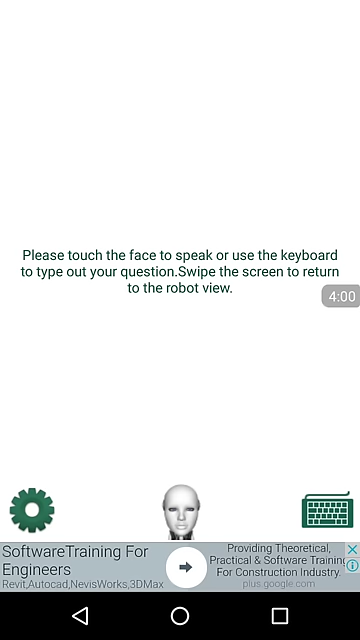 Please touch the face to speak or use the keyboard
to type out your question.Swipe the screen to return
to the robot view.
4:00
SoftwareTraining For
Engineers
Revit,Autocad,NevisWorks,3DMax
Providing Theoretical,
Practical & Software Training
For Construction Industry.
plus.google.com